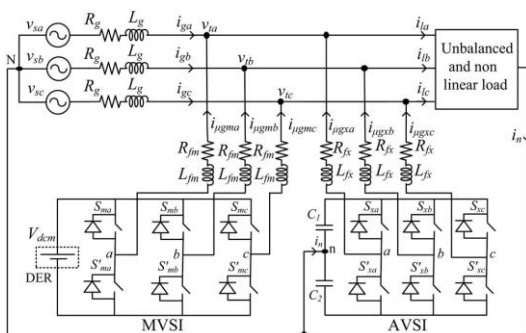 v_sa R_g L_g i_ga v_ta i_la
N v_sb R_g L_g i_gb v_tb i_lb
v_sc R_g L_g i_gc v_tc i_lc
Unbalanced
and non
linear load
i_μgma i_μgmb i_μgmc i_μgxa i_μgxb i_μgxc i_n
R_fm R_fm R_fm R_fx R_fx R_fx
L_fm L_fm L_fm L_fx L_fx L_fx
V_dcm S_ma S_mb S_mc C_1 S_xa S_xb S_xc
a b c i_n n a b c
DER S'_ma S'_mb S'_mc C_2 S'_xa S'_xb S'_xc
MVSI AVSI